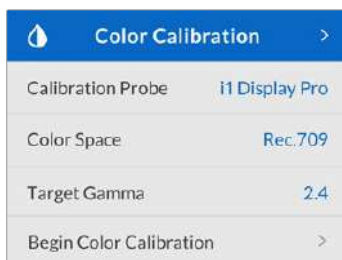 Color Calibration >
Calibration Probe i1 Display Pro
Color Space Rec.709
Target Gamma 2.4
Begin Color Calibration >